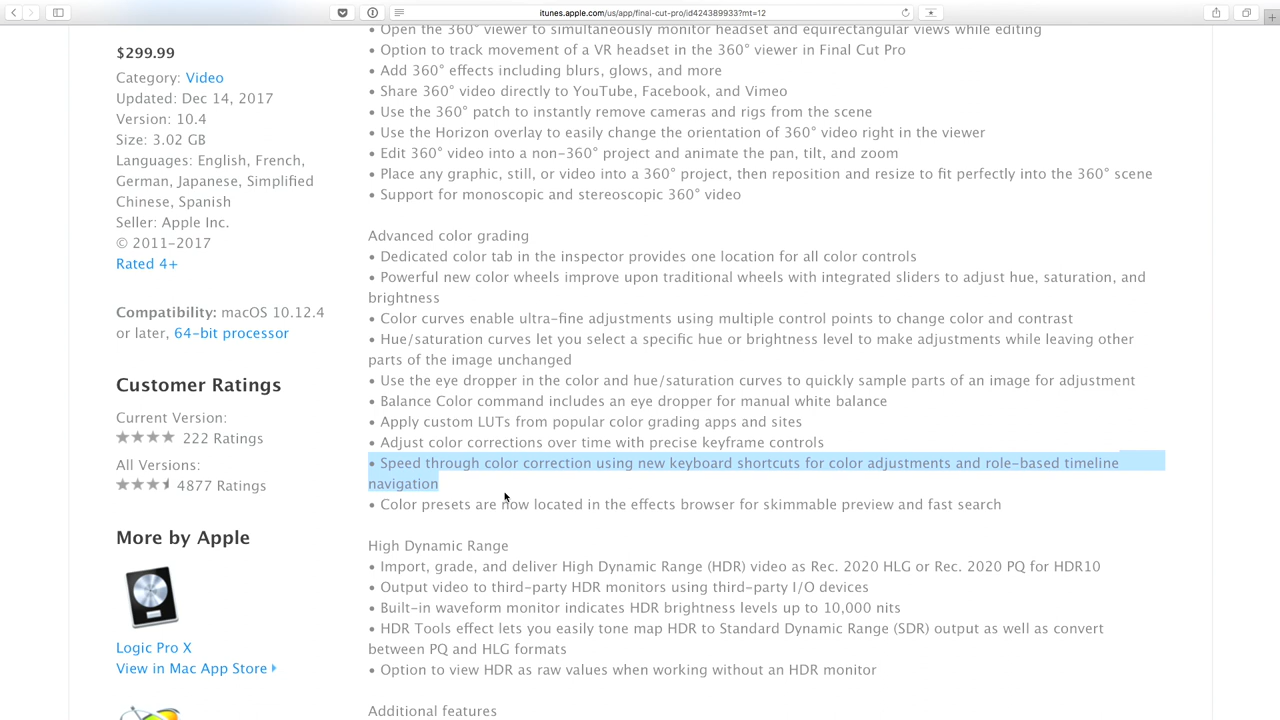 itunes.apple.com/us/app/final-cut-pro/id424389933?mt=12
$299.99
Category: Video
Updated: Dec 14, 2017
Version: 10.4
Size: 3.02 GB
Languages: English, French,
German, Japanese, Simplified
Chinese, Spanish
Seller: Apple Inc.
© 2011-2017
Rated 4+
Compatibility: macOS 10.12.4
or later, 64-bit processor
Customer Ratings
Current Version:
★★★★ 222 Ratings
All Versions:
4877 Ratings
More by Apple
Logic Pro X
View in Mac App Store
• Open the 360° viewer to simultaneously monitor headset and equirectangular views while editing
• Option to track movement of a VR headset in the 360° viewer in Final Cut Pro
• Add 360° effects including blurs, glows, and more
• Share 360° video directly to YouTube, Facebook, and Vimeo
• Use the 360° patch to instantly remove cameras and rigs from the scene
• Use the Horizon overlay to easily change the orientation of 360° video right in the viewer
• Edit 360° video into a non-360° project and animate the pan, tilt, and zoom
• Place any graphic, still, or video into a 360° project, then reposition and resize to fit perfectly into the 360° scene
• Support for monoscopic and stereoscopic 360° video
Advanced color grading
• Dedicated color tab in the inspector provides one location for all color controls
• Powerful new color wheels improve upon traditional wheels with integrated sliders to adjust hue, saturation, and
brightness
• Color curves enable ultra-fine adjustments using multiple control points to change color and contrast
• Hue/saturation curves let you select a specific hue or brightness level to make adjustments while leaving other
parts of the image unchanged
• Use the eye dropper in the color and hue/saturation curves to quickly sample parts of an image for adjustment
• Balance Color command includes an eye dropper for manual white balance
• Apply custom LUTs from popular color grading apps and sites
• Adjust color corrections over time with precise keyframe controls
• Speed through color correction using new keyboard shortcuts for color adjustments and role-based timeline
navigation
• Color presets are now located in the effects browser for skimmable preview and fast search
High Dynamic Range
• Import, grade, and deliver High Dynamic Range (HDR) video as Rec. 2020 HLG or Rec. 2020 PQ for HDR10
• Output video to third-party HDR monitors using third-party I/O devices
• Built-in waveform monitor indicates HDR brightness levels up to 10,000 nits
• HDR Tools effect lets you easily tone map HDR to Standard Dynamic Range (SDR) output as well as convert
between PQ and HLG formats
• Option to view HDR as raw values when working without an HDR monitor
Additional features